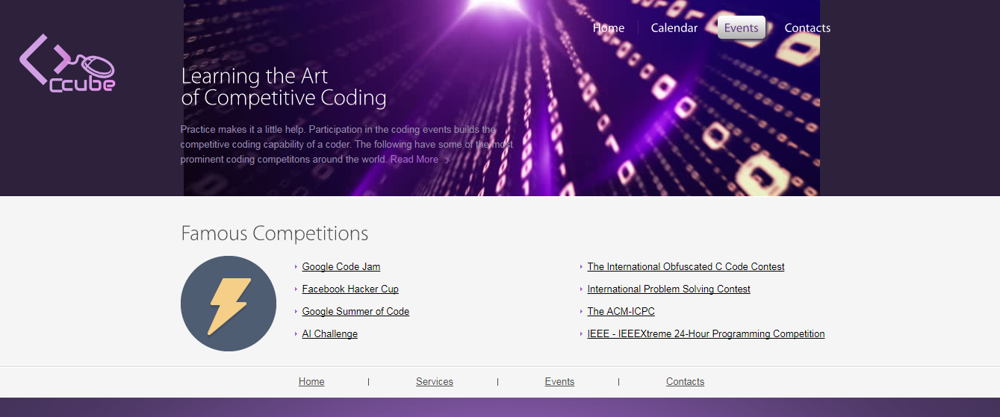 Home
Calendar
Events
Contacts
Ccube
Learning the Art
of Competitive Coding
Practice makes it a little help. Participation in the coding events builds the
competitive coding capability of a coder. The following have some of the most
prominent coding competitons around the world. Read More
Famous Competitions
Google Code Jam
Facebook Hacker Cup
Google Summer of Code
AI Challenge
The International Obfuscated C Code Contest
International Problem Solving Contest
The ACM-ICPC
IEEE - IEEEXtreme 24-Hour Programming Competition
Home | Services | Events | Contacts